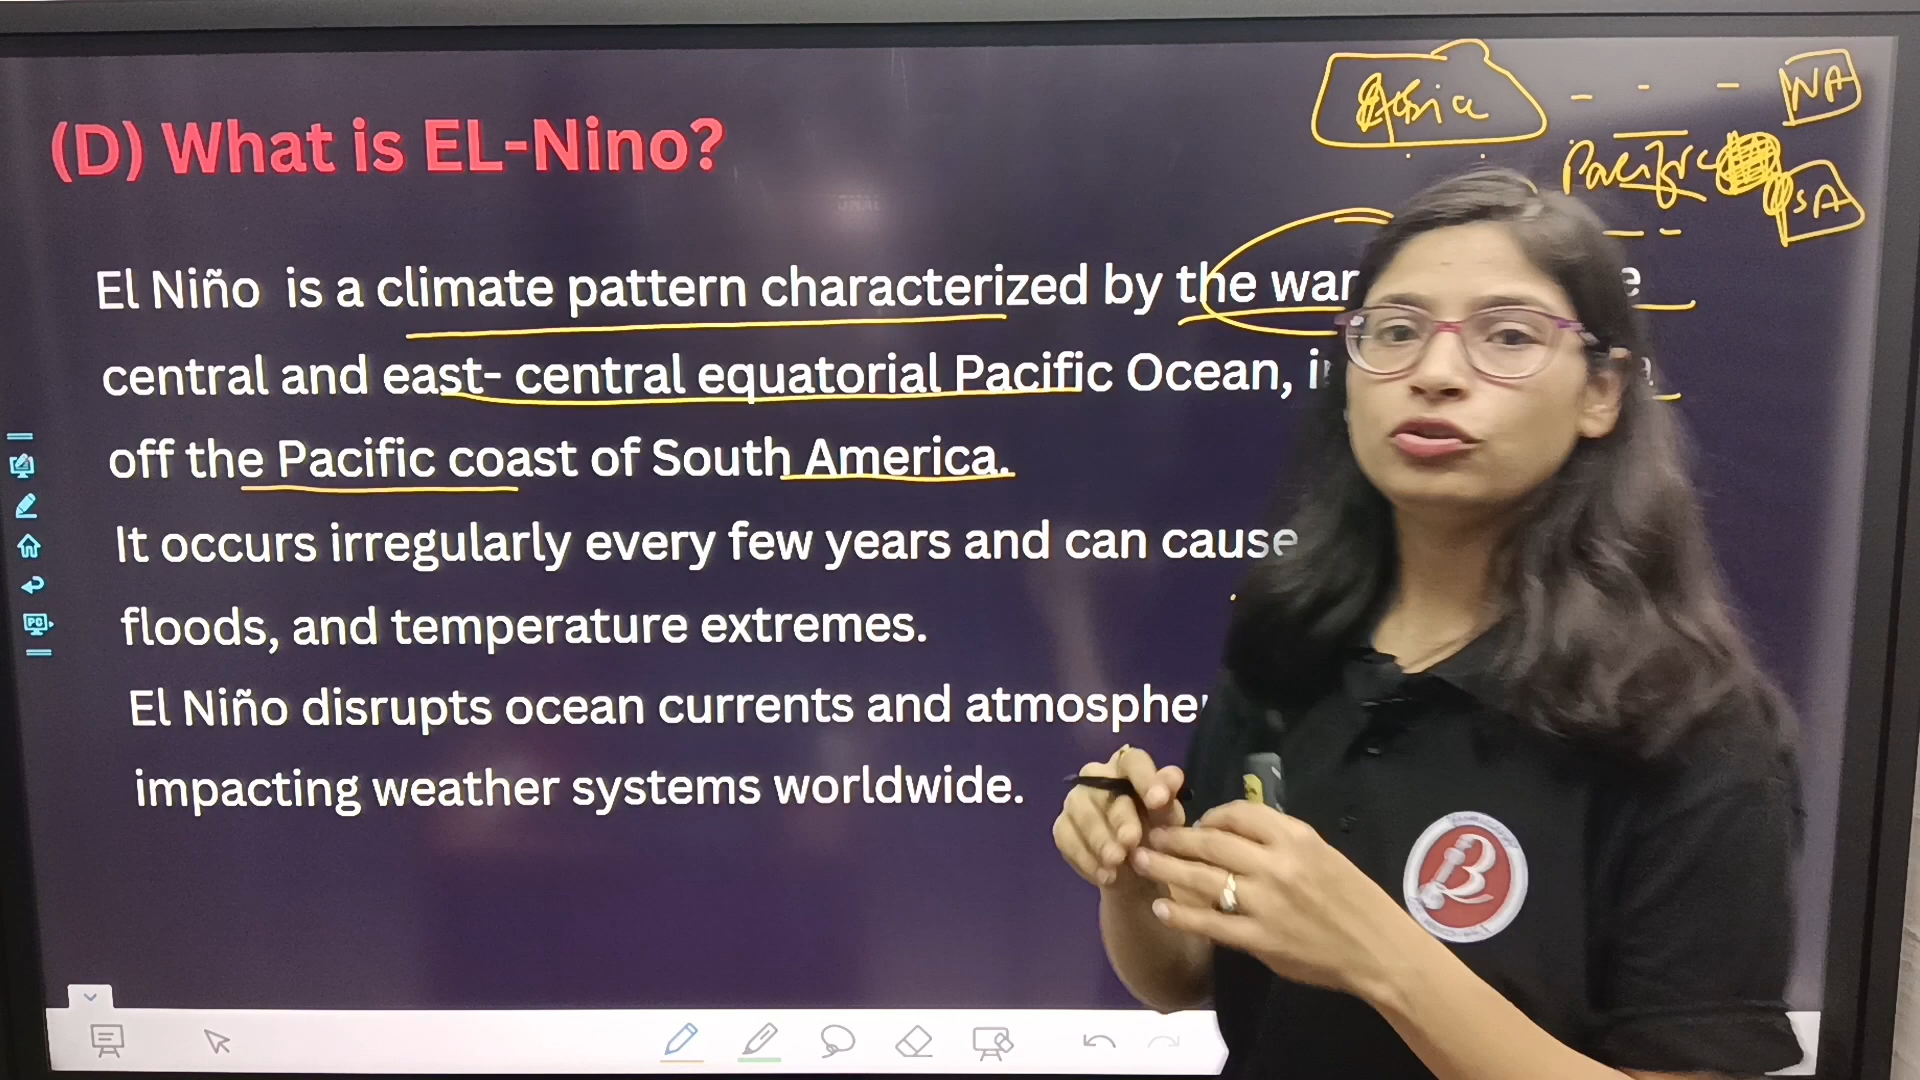 (D) What is EL-Nino?
Asia
NA
Pacific
SA
El Niño is a climate pattern characterized by the war
e
central and east- central equatorial Pacific Ocean, i
off the Pacific coast of South America.
It occurs irregularly every few years and can cause
floods, and temperature extremes.
El Niño disrupts ocean currents and atmospher
impacting weather systems worldwide.
B